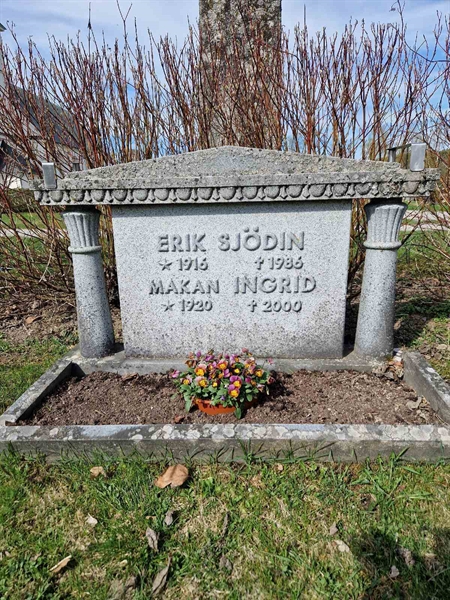 ERIK SJÖDIN
☆ 1916 ✝ 1986
MAKAN INGRID
☆ 1920 ✝ 2000